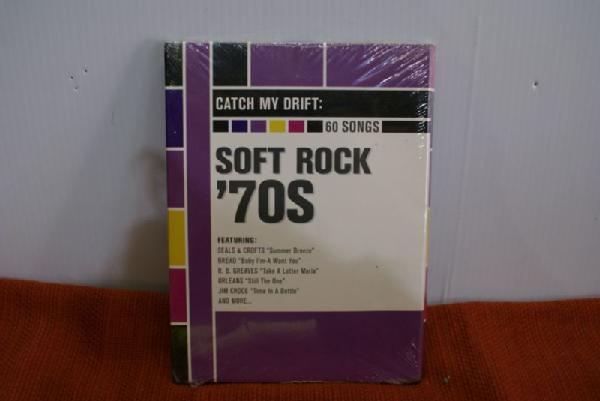 CATCH MY DRIFT:
60 SONGS
SOFT ROCK
'70S
FEATURING:
SEALS & CROFTS "Summer Breeze"
BREAD "Baby I'm-A Want You"
R. B. GREAVES "Take A Letter Maria"
ORLEANS "Still The One"
JIM CROCE "Time In A Bottle"
AND MORE...